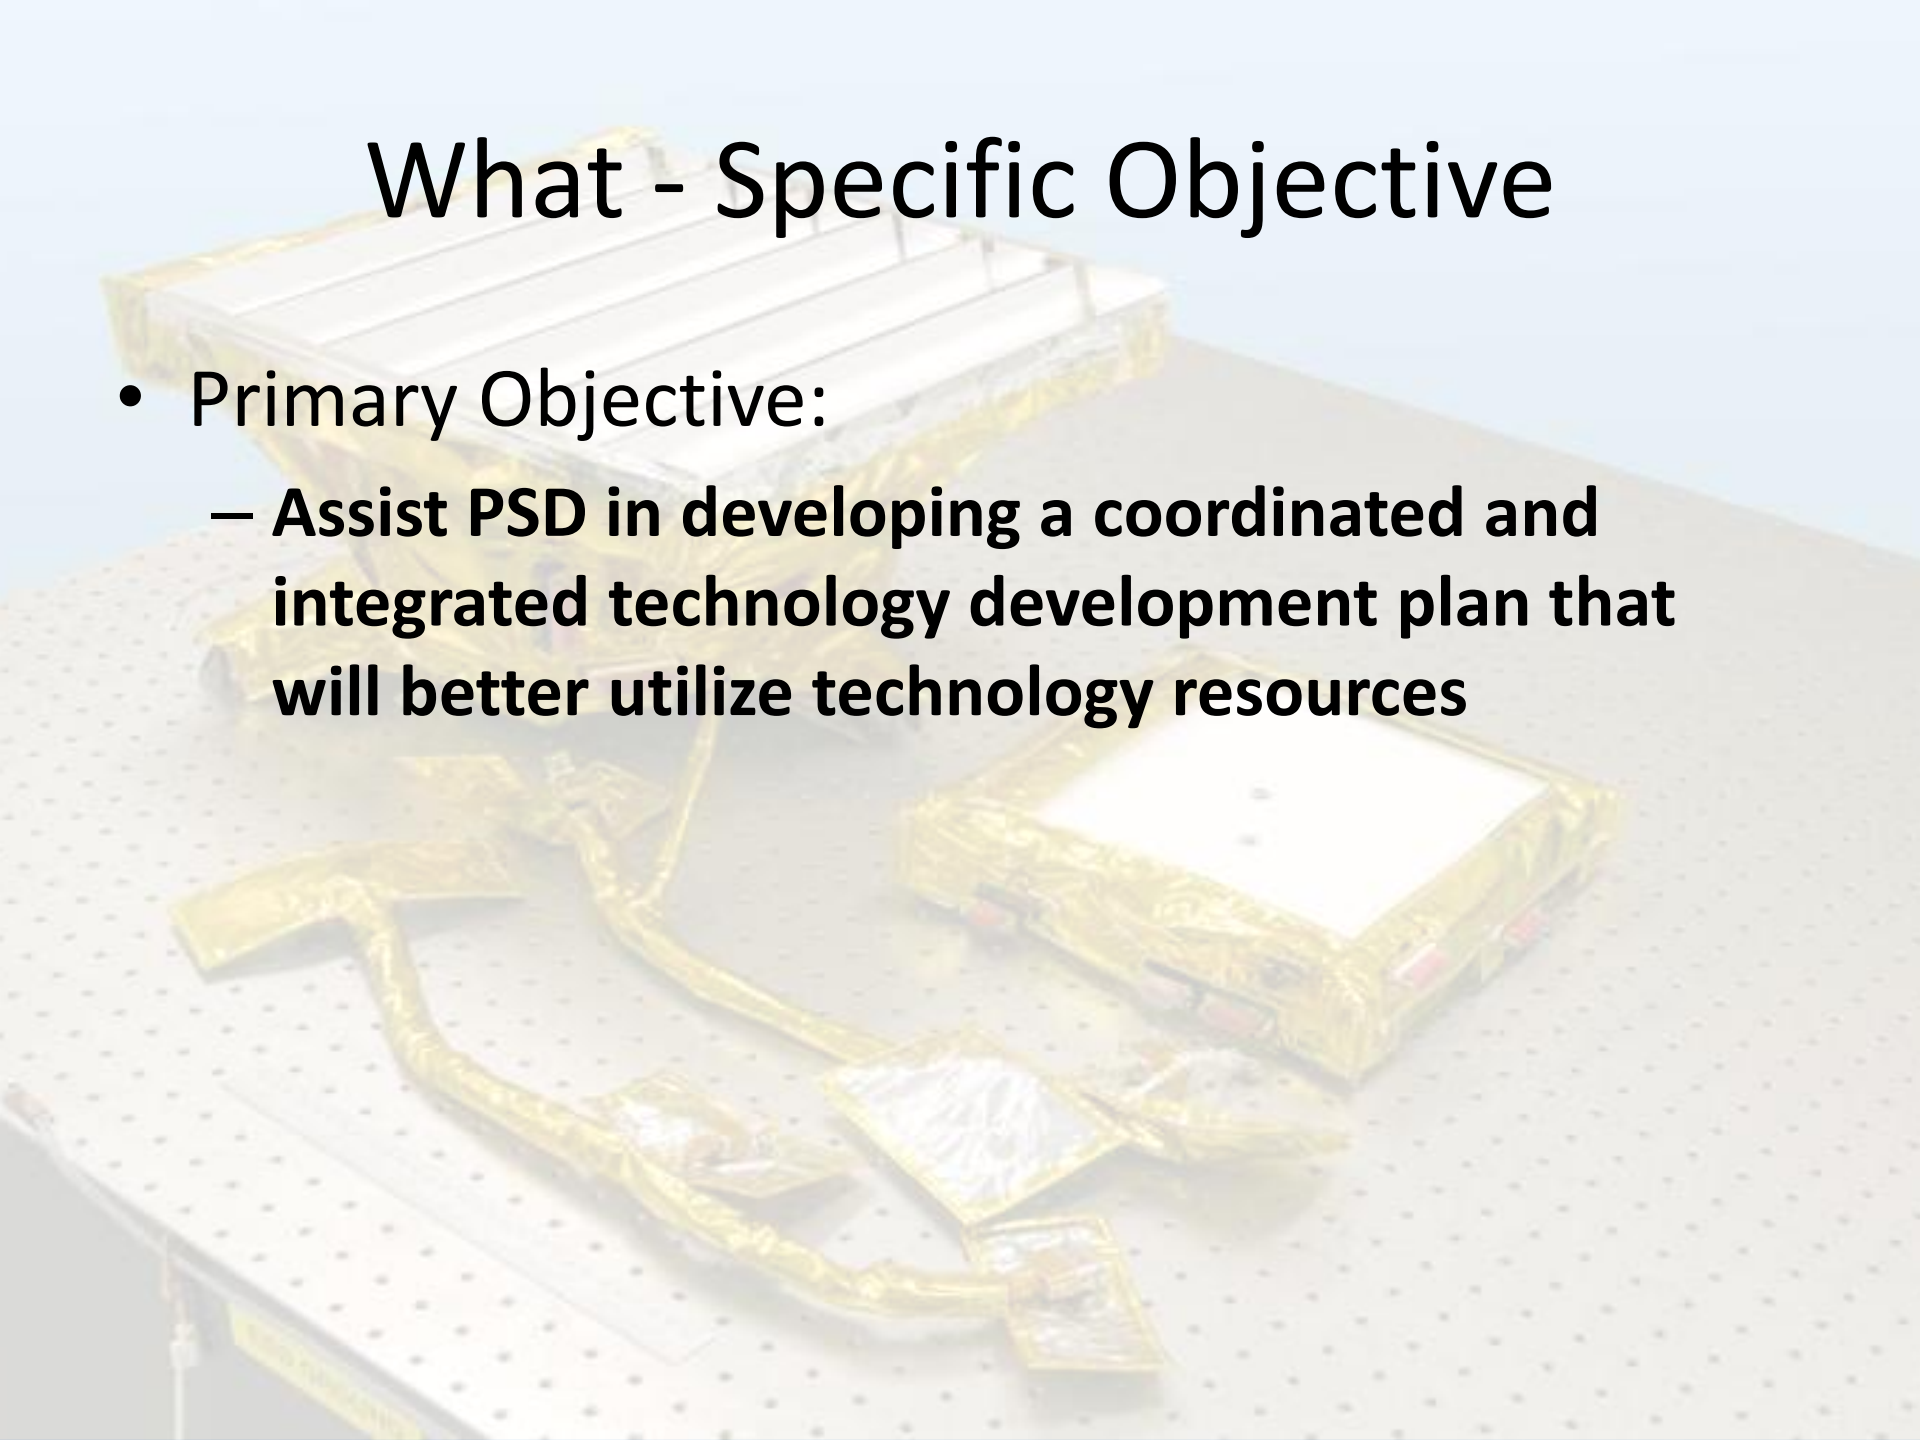 What - Specific Objective
• Primary Objective:
– Assist PSD in developing a coordinated and
integrated technology development plan that
will better utilize technology resources